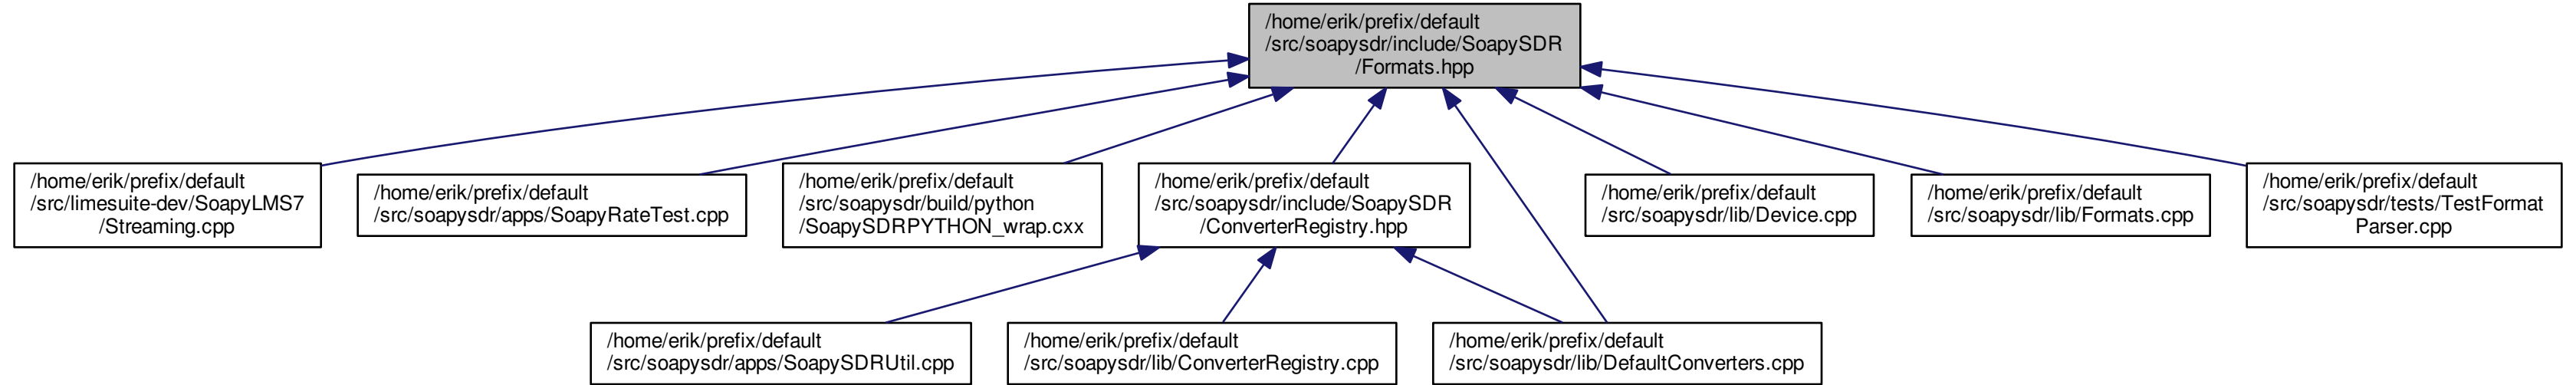 /home/erik/prefix/default
/src/soapysdr/include/SoapySDR
/Formats.hpp
/home/erik/prefix/default
/src/limesuite-dev/SoapyLMS7
/Streaming.cpp
/home/erik/prefix/default
/src/soapysdr/apps/SoapyRateTest.cpp
/home/erik/prefix/default
/src/soapysdr/build/python
/SoapySDRPYTHON_wrap.cxx
/home/erik/prefix/default
/src/soapysdr/include/SoapySDR
/ConverterRegistry.hpp
/home/erik/prefix/default
/src/soapysdr/lib/Device.cpp
/home/erik/prefix/default
/src/soapysdr/lib/Formats.cpp
/home/erik/prefix/default
/src/soapysdr/tests/TestFormat
Parser.cpp
/home/erik/prefix/default
/src/soapysdr/apps/SoapySDRUtil.cpp
/home/erik/prefix/default
/src/soapysdr/lib/ConverterRegistry.cpp
/home/erik/prefix/default
/src/soapysdr/lib/DefaultConverters.cpp